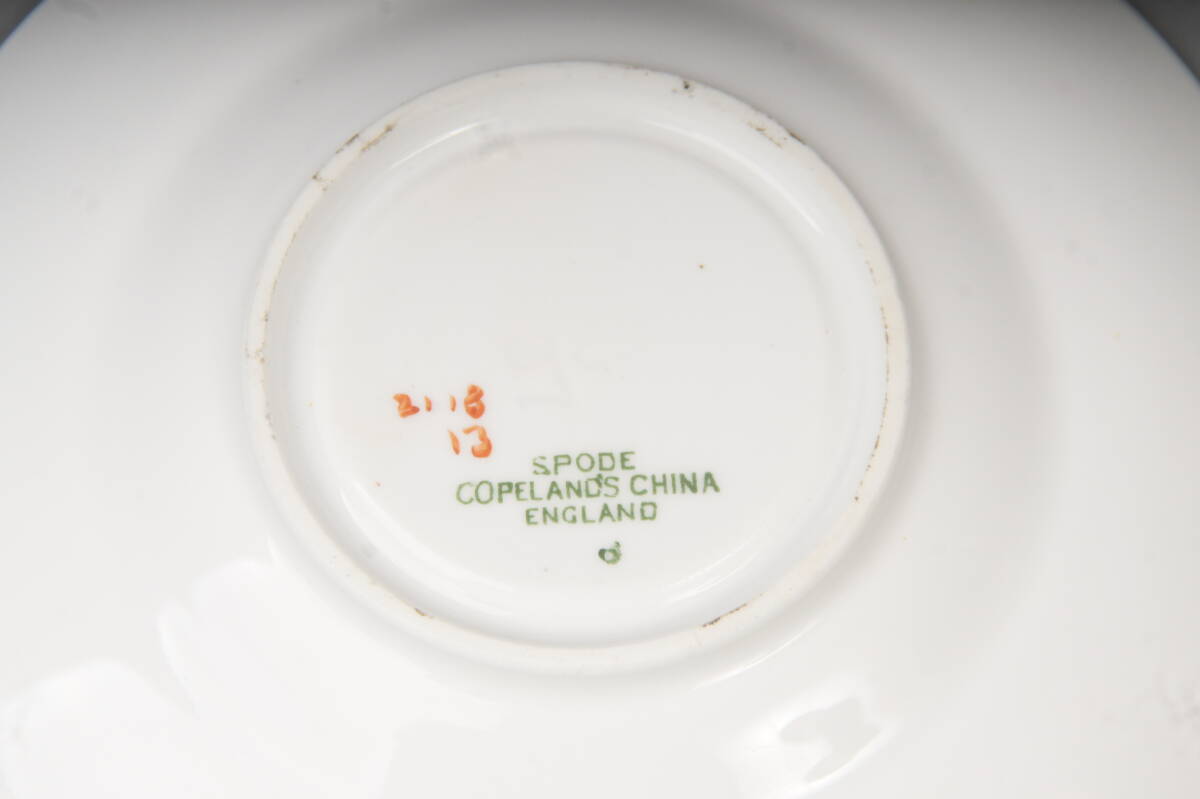 2118
13
SPODE
COPELAND'S CHINA
ENGLAND